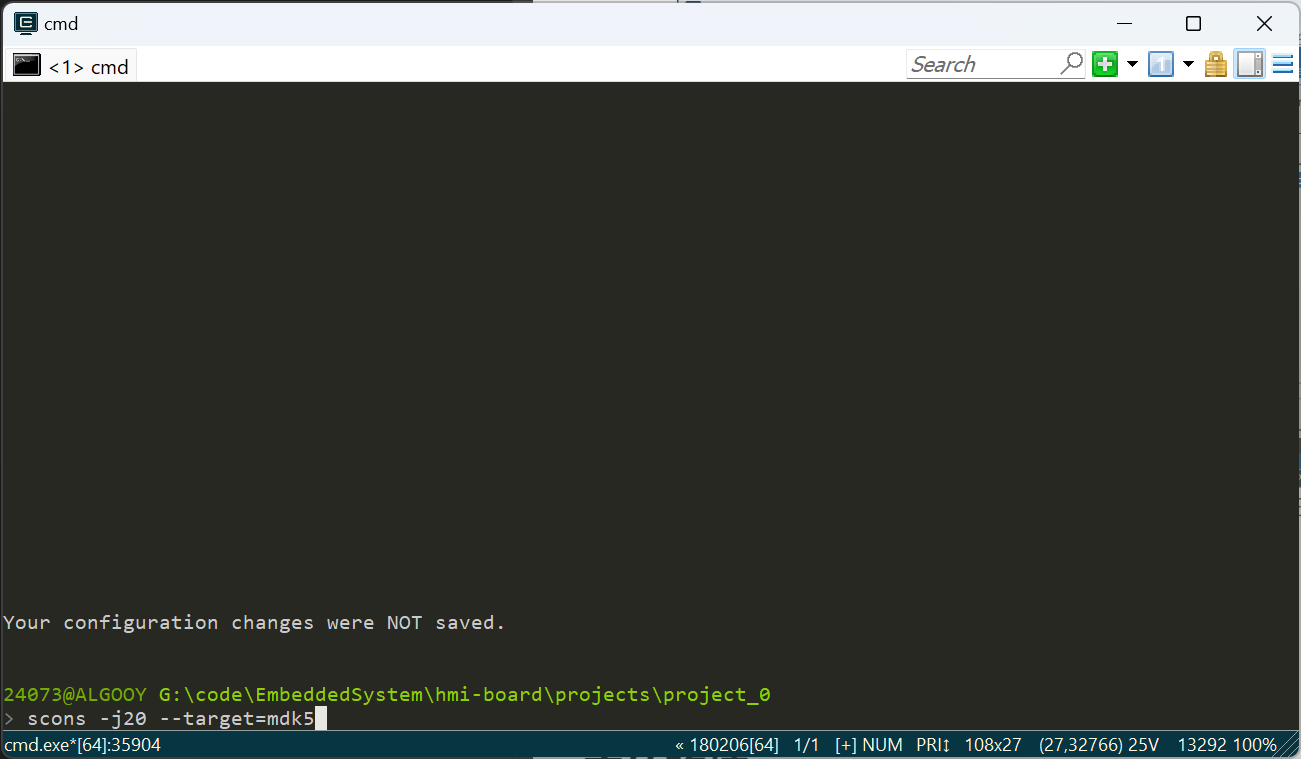 cmd
<1> cmd
Search
Your configuration changes were NOT saved.
24073@ALGOOY G:\code\EmbeddedSystem\hmi-board\projects\project_0
> scons -j20 --target=mdk5
cmd.exe*[64]:35904 « 180206[64] 1/1 [+] NUM PRI↕ 108x27 (27,32766) 25V 13292 100%